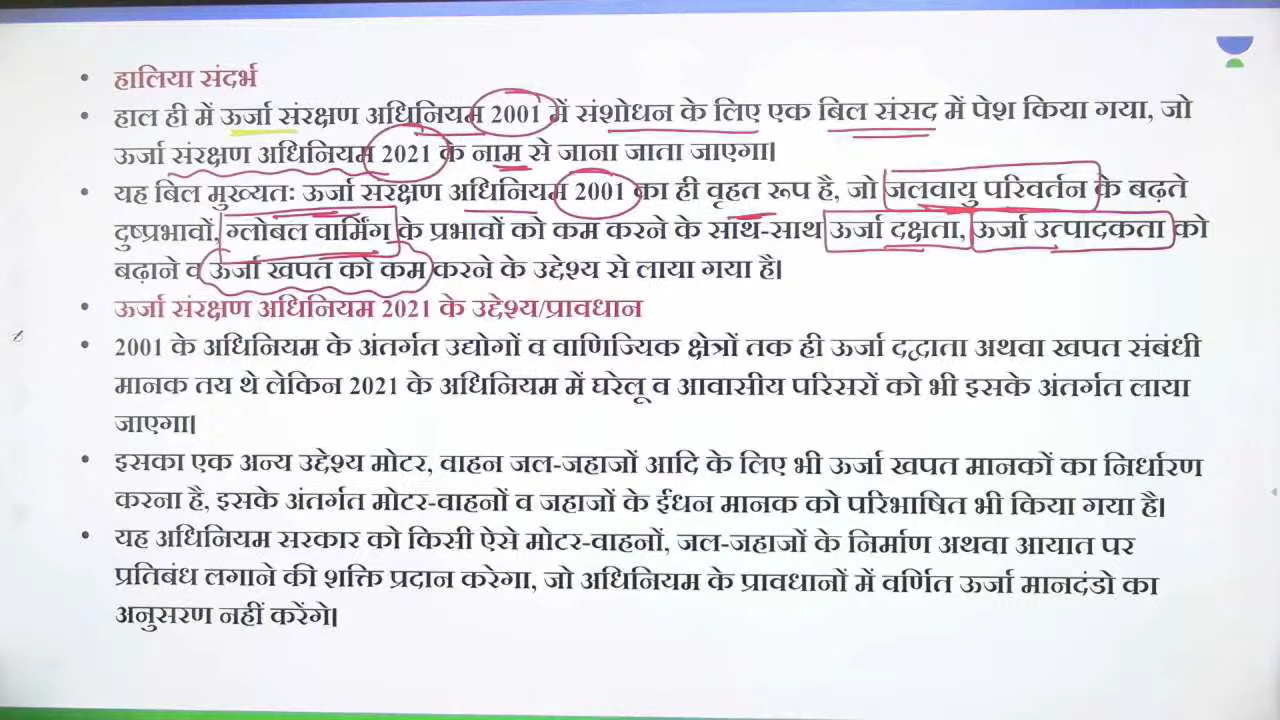 हालिया संदर्भ
हाल ही में ऊर्जा संरक्षण अधिनियम 2001 में संशोधन के लिए एक बिल संसद में पेश किया गया, जो
ऊर्जा संरक्षण अधिनियम 2021 के नाम से जाना जाता जाएगा।
यह बिल मुख्यतः ऊर्जा संरक्षण अधिनियम 2001 का ही वृहत रूप है, जो जलवायु परिवर्तन के बढ़ते
दुष्प्रभावों, ग्लोबल वार्मिंग के प्रभावों को कम करने के साथ-साथ ऊर्जा दक्षता, ऊर्जा उत्पादकता को
बढ़ाने व ऊर्जा खपत को कम करने के उद्देश्य से लाया गया है।
ऊर्जा संरक्षण अधिनियम 2021 के उद्देश्य/प्रावधान
2001 के अधिनियम के अंतर्गत उद्योगों व वाणिज्यिक क्षेत्रों तक ही ऊर्जा दद्वाता अथवा खपत संबंधी
मानक तय थे लेकिन 2021 के अधिनियम में घरेलू व आवासीय परिसरों को भी इसके अंतर्गत लाया
जाएगा।
इसका एक अन्य उद्देश्य मोटर, वाहन जल-जहाजों आदि के लिए भी ऊर्जा खपत मानकों का निर्धारण
करना है, इसके अंतर्गत मोटर-वाहनों व जहाजों के ईंधन मानक को परिभाषित भी किया गया है।
यह अधिनियम सरकार को किसी ऐसे मोटर-वाहनों, जल-जहाजों के निर्माण अथवा आयात पर
प्रतिबंध लगाने की शक्ति प्रदान करेगा, जो अधिनियम के प्रावधानों में वर्णित ऊर्जा मानदंडो का
अनुसरण नहीं करेंगे।